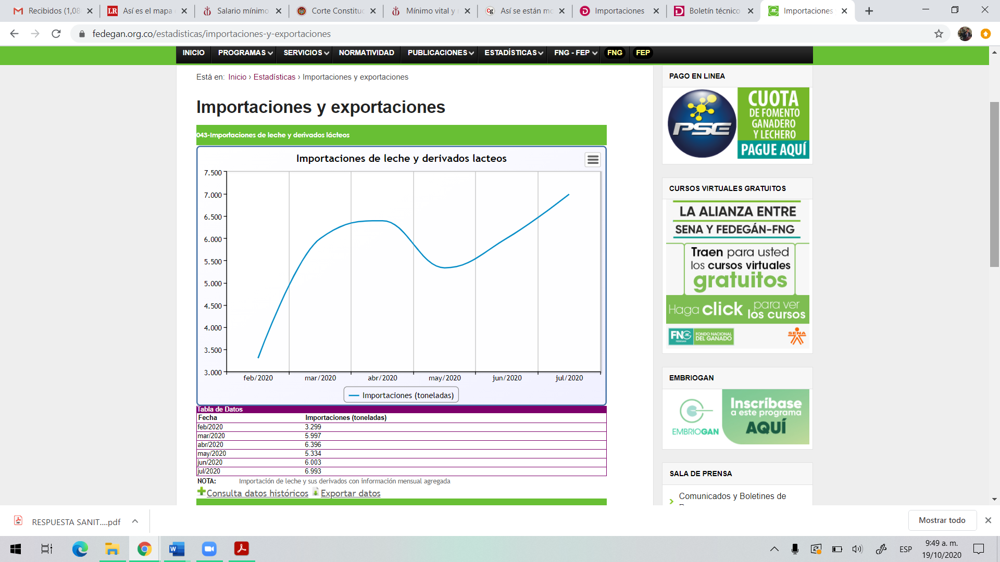 Recibidos (1,08
Así es el mapa
Salario mínimo
Corte Constituc
Mínimo vital y
Así se están mo
Importaciones
Boletín técnico
Importaciones
fedegan.org.co/estadisticas/importaciones-y-exportaciones
INICIO PROGRAMAS SERVICIOS NORMATIVIDAD PUBLICACIONES ESTADÍSTICAS FNG - FEP FNG FEP
Está en: Inicio › Estadísticas › Importaciones y exportaciones
Importaciones y exportaciones
043-Importaciones de leche y derivados lácteos
Importaciones de leche y derivados lacteos
7.500
7.000
6.500
6.000
5.500
5.000
4.500
4.000
3.500
3.000
feb/2020 mar/2020 abr/2020 may/2020 jun/2020 jul/2020
Importaciones (toneladas)
Tabla de Datos
Fecha Importaciones (toneladas)
feb/2020 3.299
mar/2020 5.997
abr/2020 6.396
may/2020 5.334
jun/2020 6.003
jul/2020 6.993
NOTA: Importación de leche y sus derivados con información mensual agregada
Consulta datos históricos Exportar datos
PAGO EN LINEA
PSE
CUOTA
DE FOMENTO
GANADERO
Y LECHERO
PAGUE AQUÍ
CURSOS VIRTUALES GRATUITOS
LA ALIANZA ENTRE
SENA Y FEDEGÁN-FNG
Traen para usted
los cursos virtuales
gratuitos
Haga click para ver
los cursos
FNG
FEDEGAN
FONDO NACIONAL
DEL GANADO
SENA
EMBRIOGAN
EMBRIOGAN
Inscríbase
a este programa
AQUÍ
SALA DE PRENSA
Comunicados y Boletines de
RESPUESTA SANIT....pdf
Mostrar todo
ESP
9:49 a. m.
19/10/2020